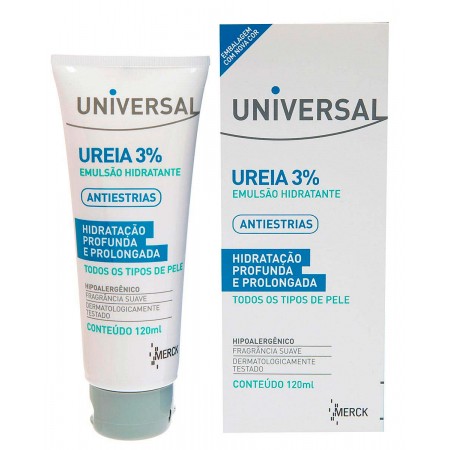 UNIVERSAL
UREIA 3%
EMULSÃO HIDRATANTE
ANTIESTRIAS
HIDRATAÇÃO
PROFUNDA
E PROLONGADA
TODOS OS TIPOS DE PELE
HIPOALERGÊNICO
FRAGRÂNCIA SUAVE
DERMATOLOGICAMENTE
TESTADO
CONTEÚDO 120ml
MERCK
EMBALAGEM
COM NOVA COR
UNIVERSAL
UREIA 3%
EMULSÃO HIDRATANTE
ANTIESTRIAS
HIDRATAÇÃO
PROFUNDA
E PROLONGADA
TODOS OS TIPOS DE PELE
HIPOALERGÊNICO
FRAGRÂNCIA SUAVE
DERMATOLOGICAMENTE
TESTADO
CONTEÚDO 120ml
MERCK